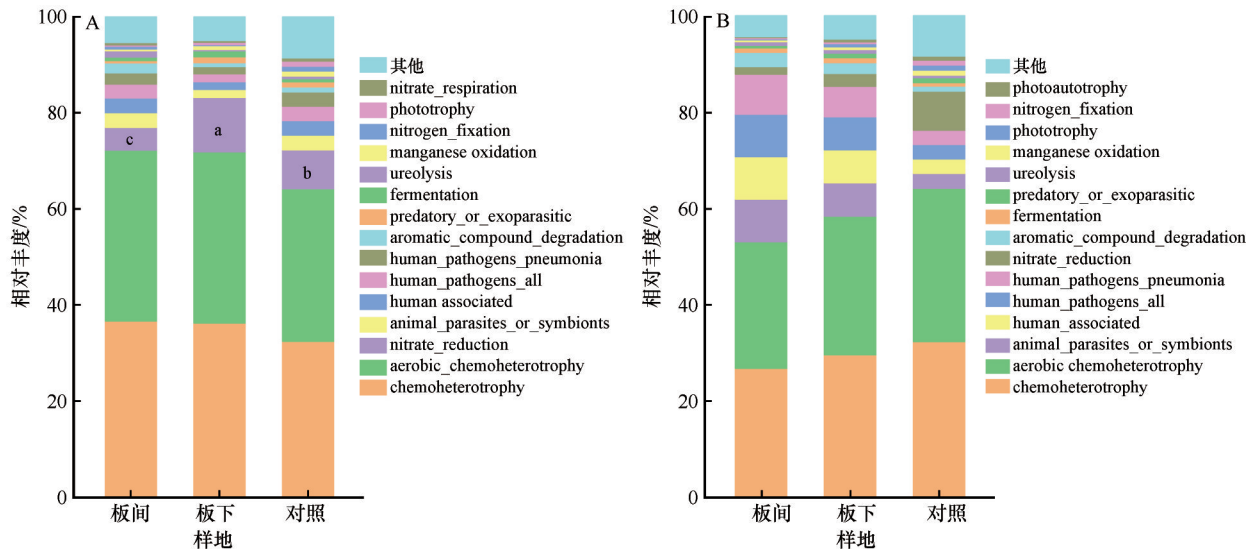 A
相对丰度/%
100
80
60
40
20
0
c
a
b
板间
板下
对照
样地
其他
nitrate_respiration
phototrophy
nitrogen_fixation
manganese oxidation
ureolysis
fermentation
predatory_or_exoparasitic
aromatic_compound_degradation
human_pathogens_pneumonia
human_pathogens_all
human associated
animal_parasites_or_symbionts
nitrate_reduction
aerobic_chemoheterotrophy
chemoheterotrophy
B
相对丰度/%
100
80
60
40
20
0
板间
板下
对照
样地
其他
photoautotrophy
nitrogen_fixation
phototrophy
manganese oxidation
ureolysis
predatory_or_exoparasitic
fermentation
aromatic_compound_degradation
nitrate_reduction
human_pathogens_pneumonia
human_pathogens_all
human_associated
animal_parasites_or_symbionts
aerobic chemoheterotrophy
chemoheterotrophy